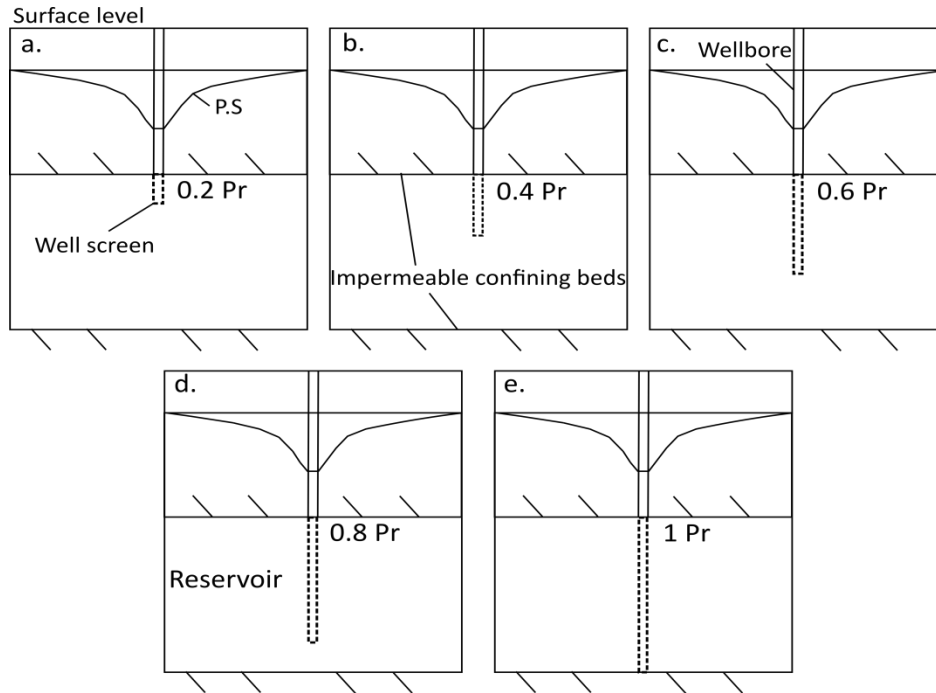 Surface level
a.
P.S
0.2 Pr
Well screen
b.
0.4 Pr
Impermeable confining beds
c.
Wellbore
0.6 Pr
d.
0.8 Pr
Reservoir
e.
1 Pr